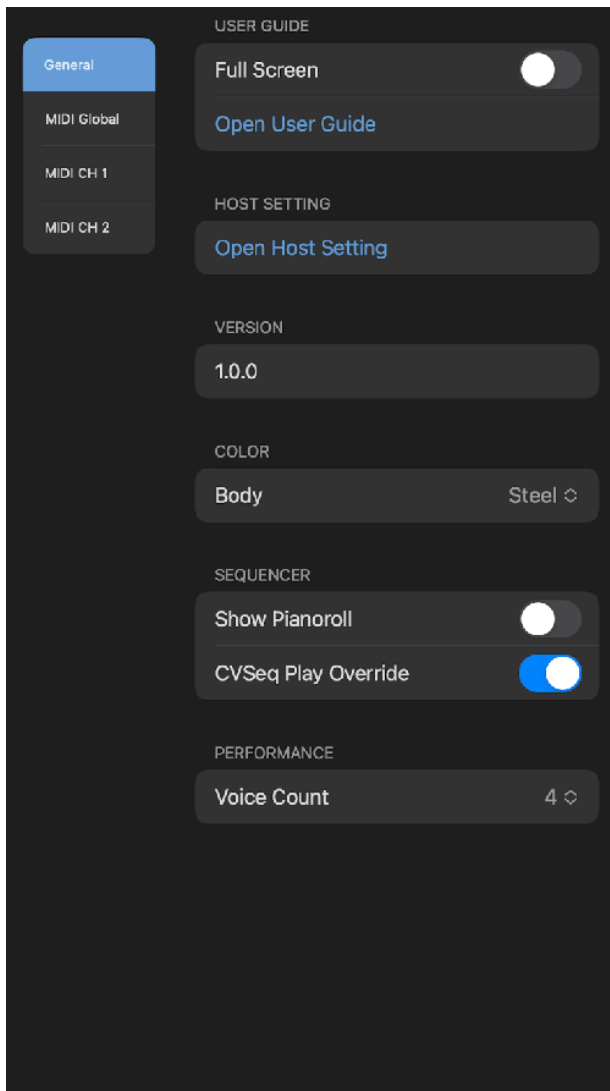 General
MIDI Global
MIDI CH 1
MIDI CH 2
USER GUIDE
Full Screen
Open User Guide
HOST SETTING
Open Host Setting
VERSION
1.0.0
COLOR
Body Steel
SEQUENCER
Show Pianoroll
CVSeq Play Override
PERFORMANCE
Voice Count 4